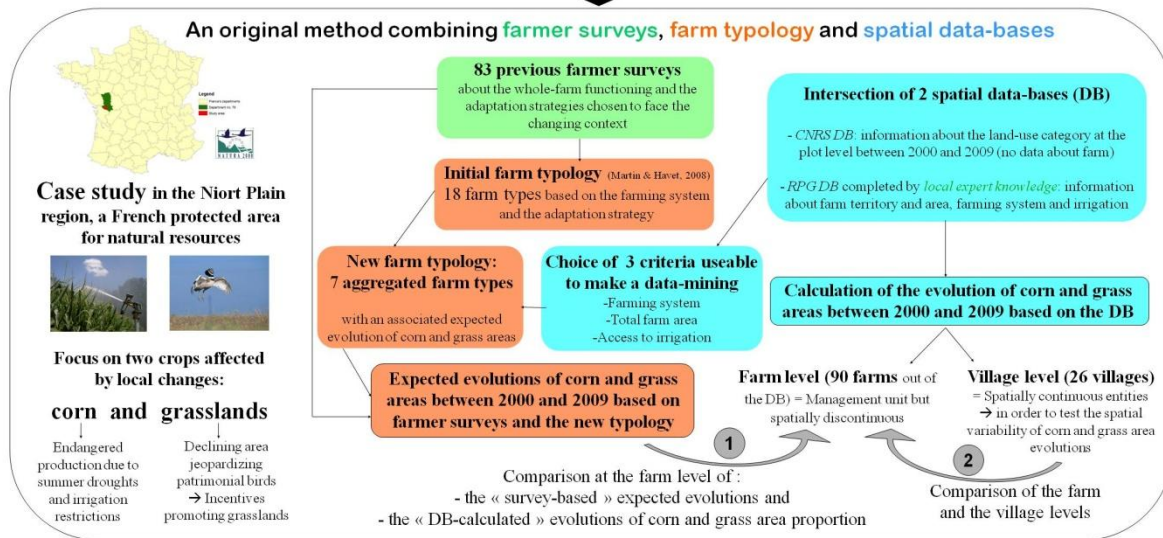 An original method combining farmer surveys, farm typology and spatial data-bases
Legend
NATURA 2000
Case study in the Niort Plain
region, a French protected area
for natural resources
Focus on two crops affected
by local changes:
corn and grasslands
Endangered
production due to
summer droughts
and irrigation
restrictions
Declining area
jeopardizing
patrimonial birds
→ Incentives
promoting grasslands
83 previous farmer surveys
about the whole-farm functioning and the
adaptation strategies chosen to face the
changing context
Initial farm typology (Martin & Havet, 2008)
18 farm types based on the farming system
and the adaptation strategy
New farm typology:
7 aggregated farm types
with an associated expected
evolution of corn and grass areas
Choice of 3 criteria useable
to make a data-mining
-Farming system
-Total farm area
-Access to irrigation
Expected evolutions of corn and grass
areas between 2000 and 2009 based on
farmer surveys and the new typology
Intersection of 2 spatial data-bases (DB)
- CNRS DB: information about the land-use category at the
plot level between 2000 and 2009 (no data about farm)
- RPG DB completed by local expert knowledge: information
about farm territory and area, farming system and irrigation
Calculation of the evolution of corn and grass
areas between 2000 and 2009 based on the DB
Farm level (90 farms out of
the DB) = Management unit but
spatially discontinuous
Village level (26 villages)
= Spatially continuous entities
→ in order to test the spatial
variability of corn and grass area
evolutions
1
Comparison at the farm level of :
- the « survey-based » expected evolutions and
- the « DB-calculated » evolutions of corn and grass area proportion
2
Comparison of the farm
and the village levels